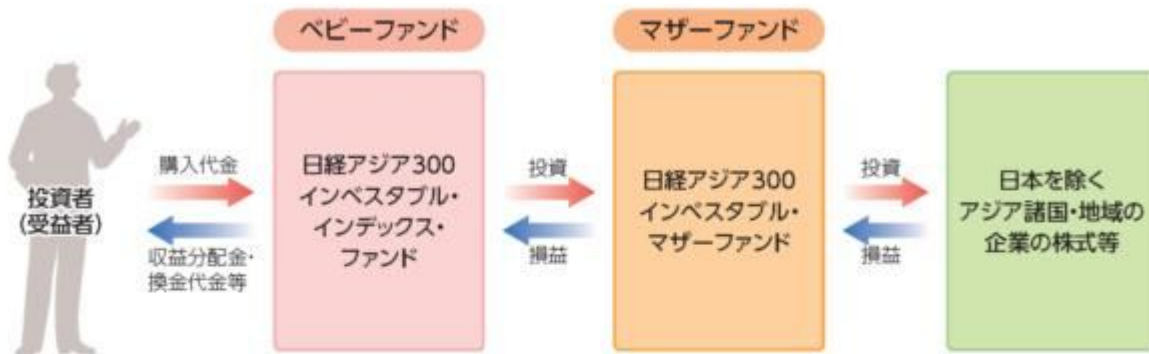 ベビーファンド
マザーファンド
投資者
(受益者)
購入代金
収益分配金・
換金代金等
日経アジア300
インベスタブル・
インデックス・
ファンド
投資
損益
日経アジア300
インベスタブル・
マザーファンド
投資
損益
日本を除く
アジア諸国・地域の
企業の株式等